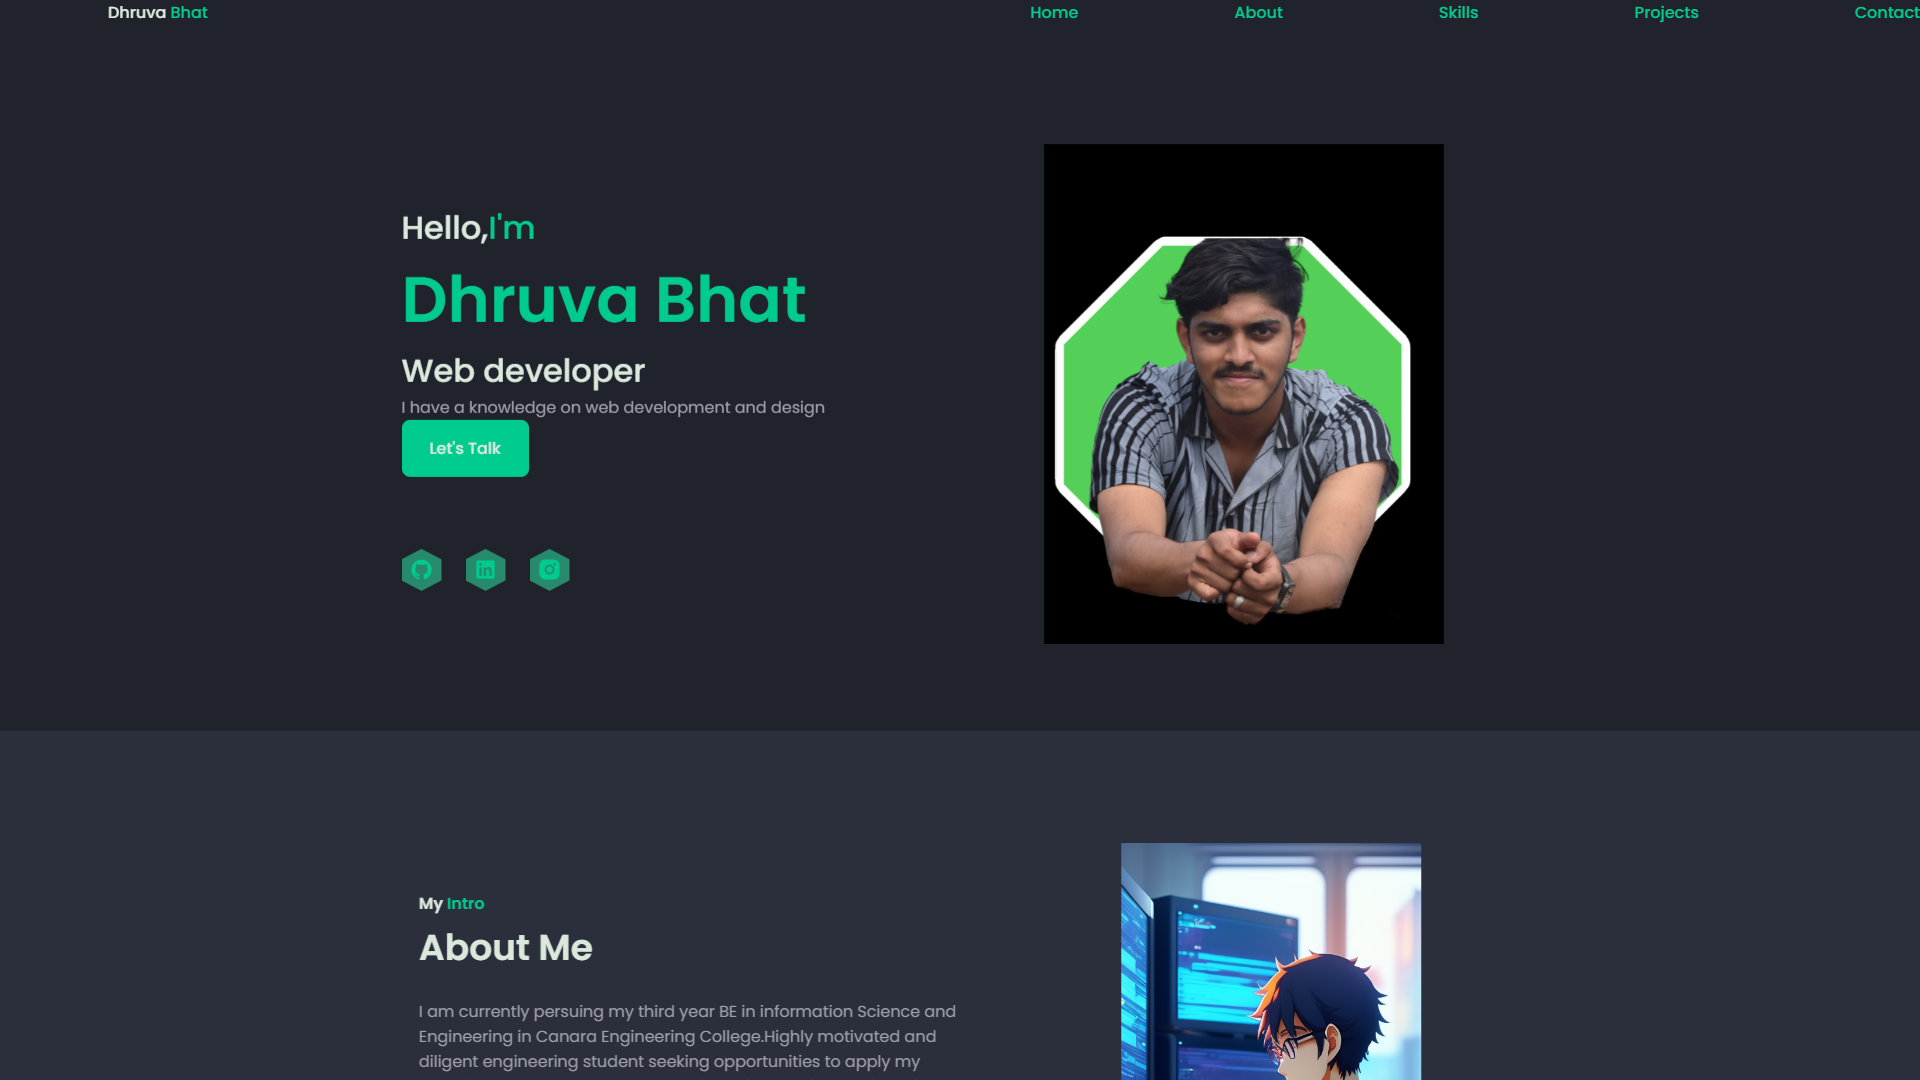 Dhruva Bhat
Home
About
Skills
Projects
Contact
Hello,I'm
Dhruva Bhat
Web developer
I have a knowledge on web development and design
Let's Talk
My Intro
About Me
I am currently persuing my third year BE in information Science and
Engineering in Canara Engineering College.Highly motivated and
diligent engineering student seeking opportunities to apply my